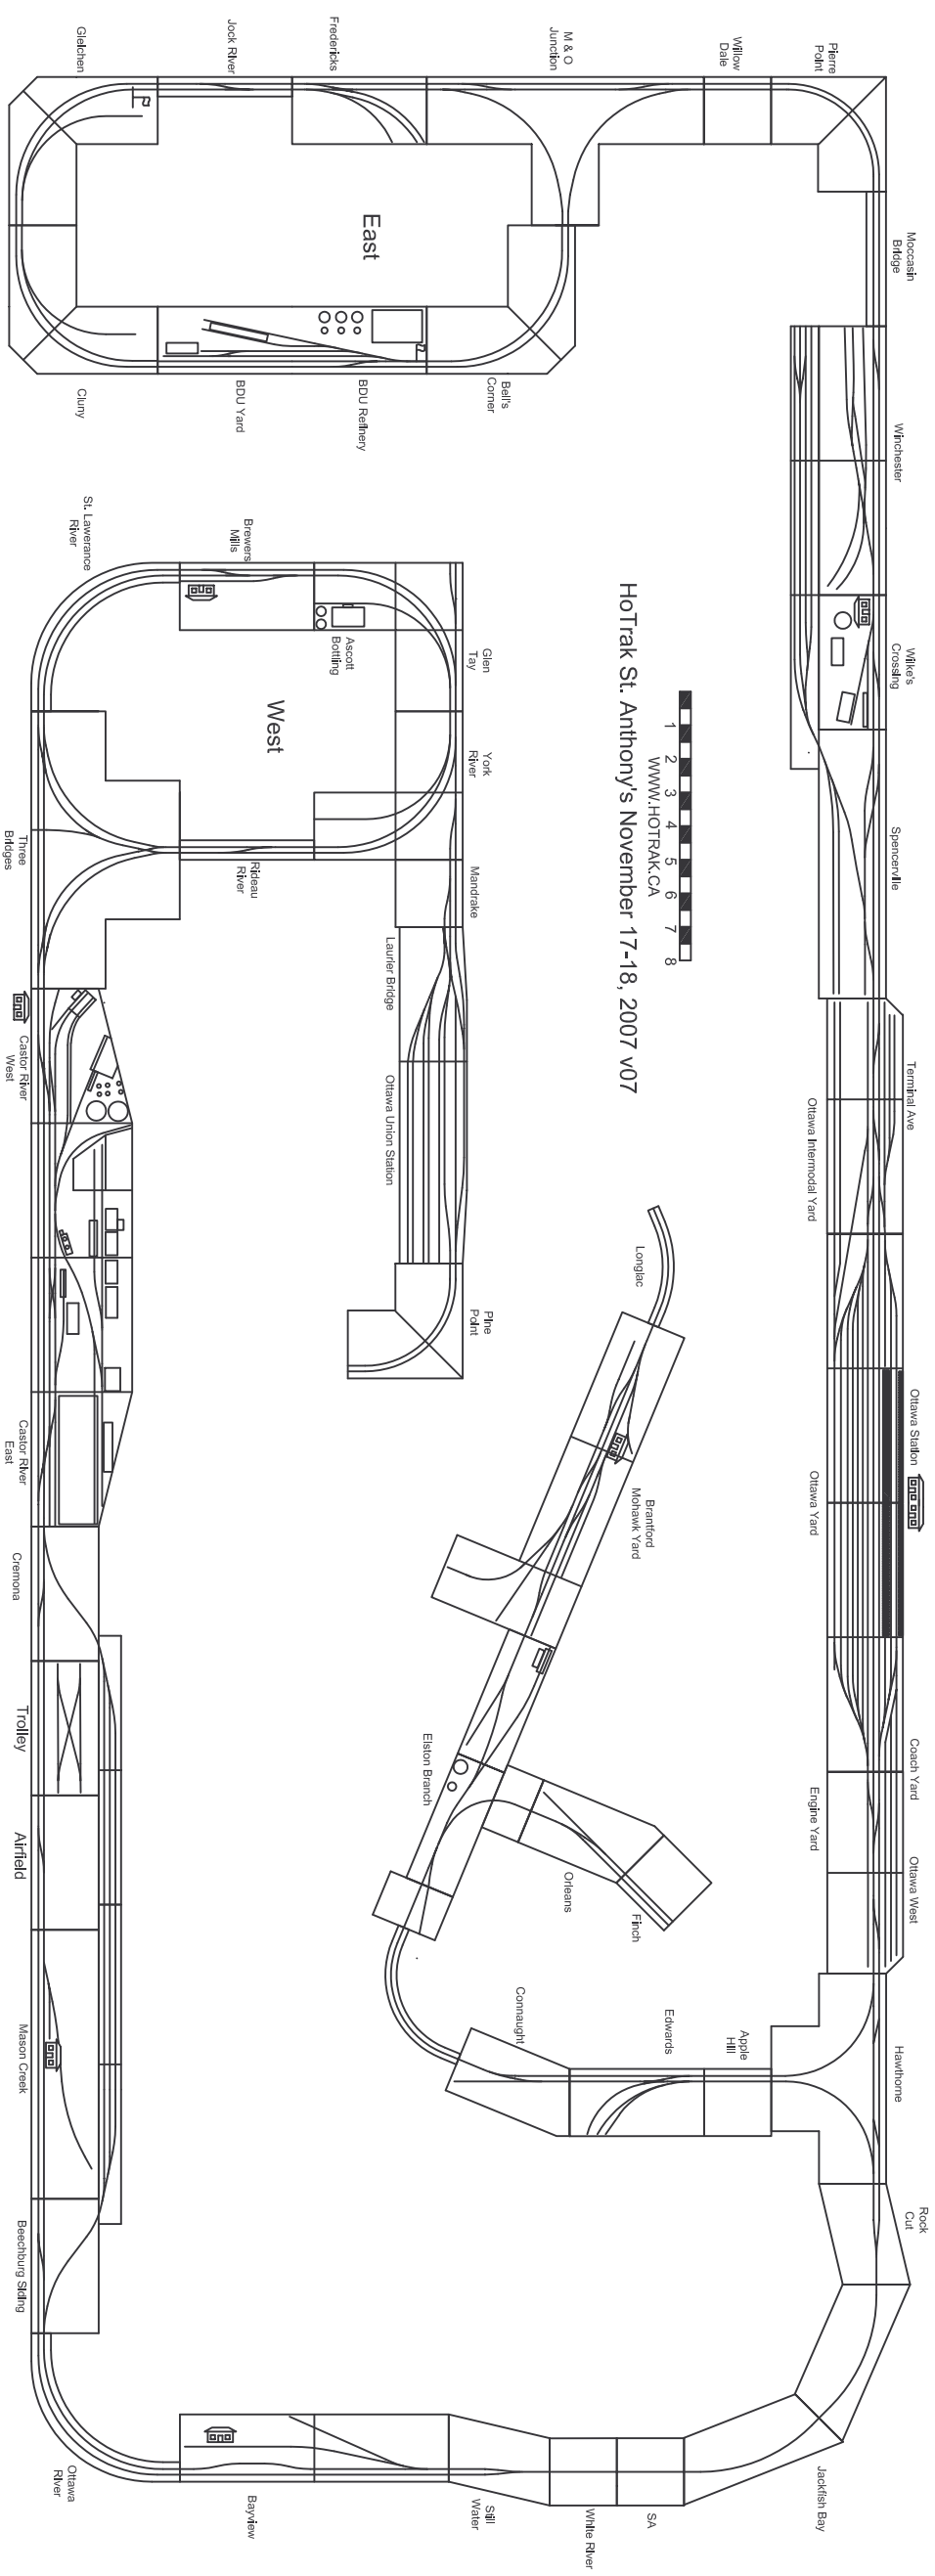 Pierre
Point
Willow
Dale
M & O
Junction
Fredericks
Jock River
Gleichen
Moccasin
Bridge
East
Bell's
Corner
BDU Refinery
BDU Yard
Cluny
Winchester
Wilke's
Crossing
Spencerville
Terminal Ave
Ottawa Intermodal Yard
Ottawa Station
Ottawa Yard
Coach Yard
Engine Yard
Ottawa West
Hawthorne
Rock
Cut
Jackfish Bay
HoTrak St. Anthony's November 17-18, 2007 v07
WWW.HOTRAK.CA
1 2 3 4 5 6 7 8
St. Lawerance
River
Brewers
Mills
Ascott
Bottling
Glen
Tay
York
River
West
Rideau
River
Mandrake
Three
Bridges
Laurier Bridge
Ottawa Union Station
Pine
Point
Longlac
Brantford
Mohawk Yard
Elston Branch
Orleans
Finch
Connaught
Edwards
Apple
Hill
Castor River
West
Castor River
East
Cremona
Trolley
Airfield
Mason Creek
Beechburg Siding
Ottawa
River
Bayview
Still
Water
White River
SA